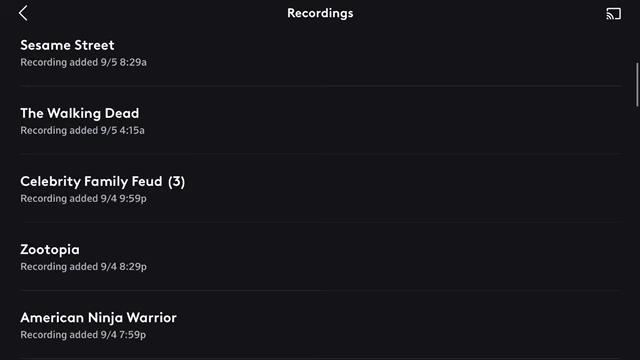 Recordings
Sesame Street
Recording added 9/5 8:29a
The Walking Dead
Recording added 9/5 4:15a
Celebrity Family Feud (3)
Recording added 9/4 9:59p
Zootopia
Recording added 9/4 8:29p
American Ninja Warrior
Recording added 9/4 7:59p